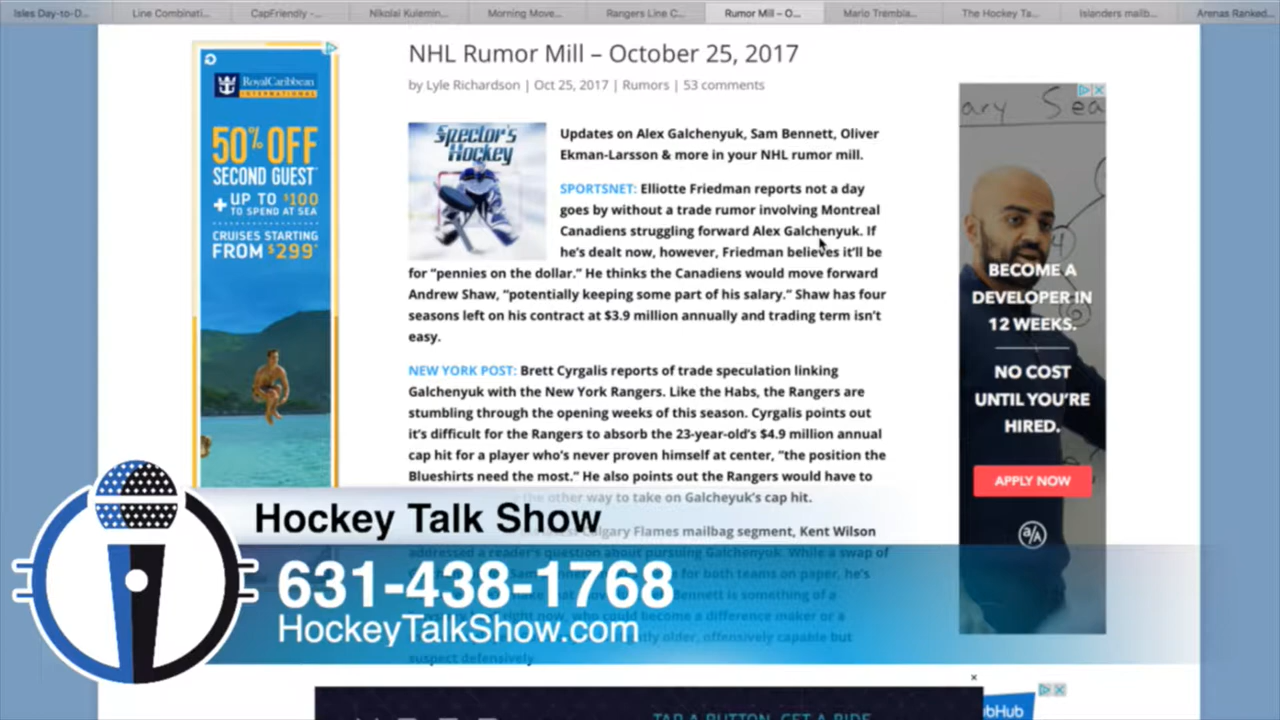 Isles Day-to-D...
Line Combinati...
CapFriendly -...
Nikolai Kulemin...
Morning Move...
Rangers Line C...
Rumor Mill – O...
Mario Trembla...
The Hockey Ta...
Islanders mailb...
Arenas Ranked...
NHL Rumor Mill – October 25, 2017
by Lyle Richardson | Oct 25, 2017 | Rumors | 53 comments
Spector's
Hockey
Updates on Alex Galchenyuk, Sam Bennett, Oliver
Ekman-Larsson & more in your NHL rumor mill.
SPORTSNET: Elliotte Friedman reports not a day
goes by without a trade rumor involving Montreal
Canadiens struggling forward Alex Galchenyuk. If
he's dealt now, however, Friedman believes it'll be
for "pennies on the dollar." He thinks the Canadiens would move forward
Andrew Shaw, "potentially keeping some part of his salary." Shaw has four
seasons left on his contract at $3.9 million annually and trading term isn't
easy.
NEW YORK POST: Brett Cyrgalis reports of trade speculation linking
Galchenyuk with the New York Rangers. Like the Habs, the Rangers are
stumbling through the opening weeks of this season. Cyrgalis points out
it's difficult for the Rangers to absorb the 23-year-old's $4.9 million annual
cap hit for a player who's never proven himself at center, "the position the
Blueshirts need the most." He also points out the Rangers would have to
the other way to take on Galcheyuk's cap hit.
Calgary Flames mailbag segment, Kent Wilson
addressed a reader's question about pursuing Galchenyuk. While a swap of
for both teams on paper, he's
Bennett is something of a
right now, who could become a difference maker or a
older, offensively capable but
suspect defensively.
RoyalCaribbean
INTERNATIONAL
50% OFF
SECOND GUEST*
+ UP TO $100
TO SPEND AT SEA
CRUISES STARTING
FROM $299*
ary Sea
BECOME A
DEVELOPER IN
12 WEEKS.
NO COST
UNTIL YOU'RE
HIRED.
APPLY NOW
a/A
Hockey Talk Show
631-438-1768
HockeyTalkShow.com
TAP A BUTTON, GET A RIDE
bHub